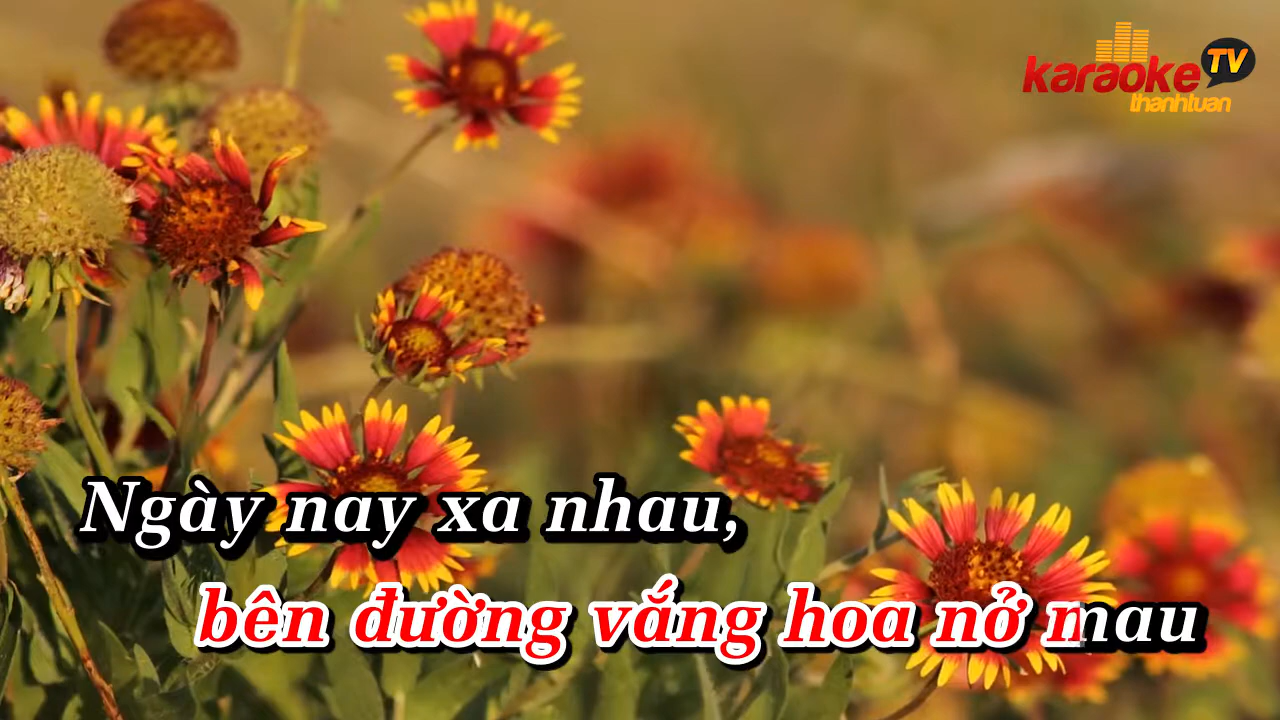 karaoke TV
thanhtuan
Ngày nay xa nhau,
bên đường vắng hoa nở mau